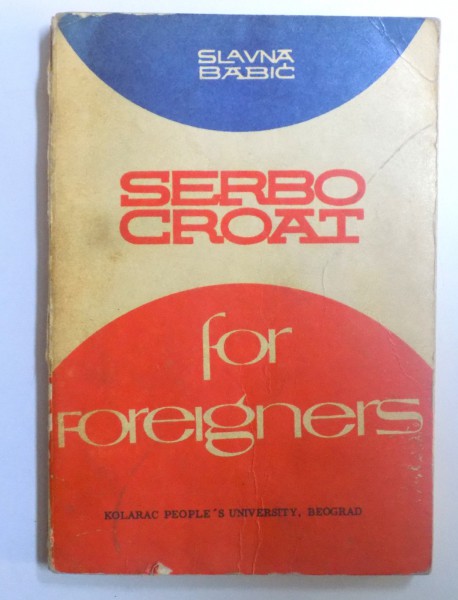 SLAVNA
BABIĆ
SERBO
CROAT
for
Foreigners
KOLARAC PEOPLE´S UNIVERSITY, BEOGRAD